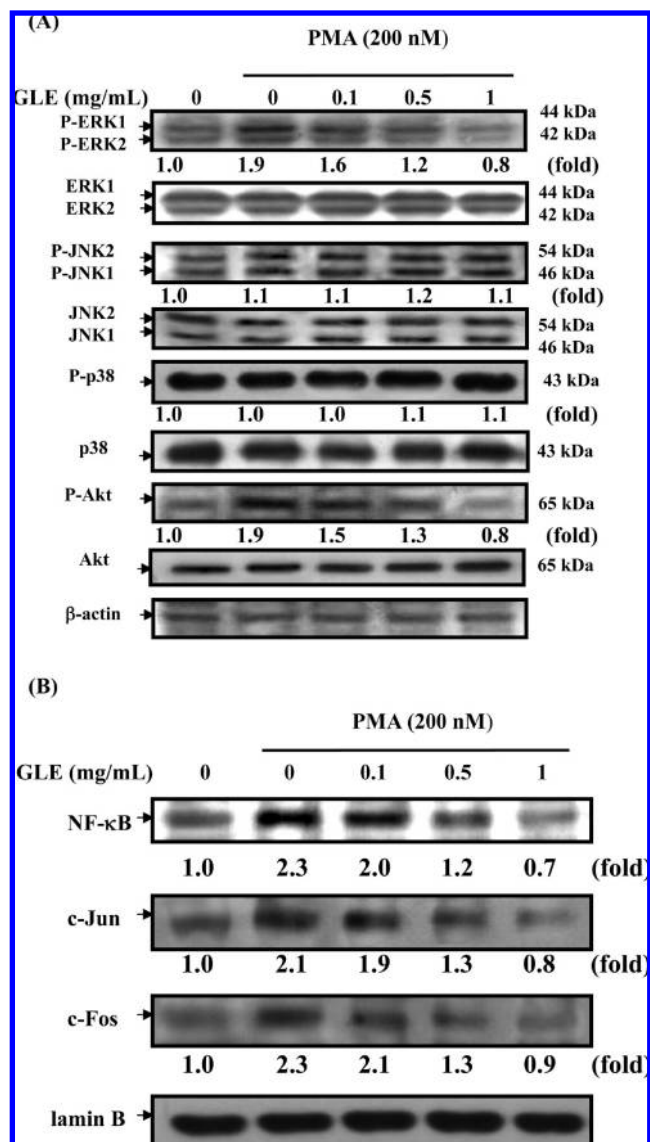 (A)
PMA (200 nM)
GLE (mg/mL) 0 0 0.1 0.5 1
P-ERK1 44 kDa
P-ERK2 42 kDa
1.0 1.9 1.6 1.2 0.8 (fold)
ERK1 44 kDa
ERK2 42 kDa
P-JNK2 54 kDa
P-JNK1 46 kDa
1.0 1.1 1.1 1.2 1.1 (fold)
JNK2 54 kDa
JNK1 46 kDa
P-p38 43 kDa
1.0 1.0 1.0 1.1 1.1 (fold)
p38 43 kDa
P-Akt 65 kDa
1.0 1.9 1.5 1.3 0.8 (fold)
Akt 65 kDa
β-actin
(B)
PMA (200 nM)
GLE (mg/mL) 0 0 0.1 0.5 1
NF-κB
1.0 2.3 2.0 1.2 0.7 (fold)
c-Jun
1.0 2.1 1.9 1.3 0.8 (fold)
c-Fos
1.0 2.3 2.1 1.3 0.9 (fold)
lamin B